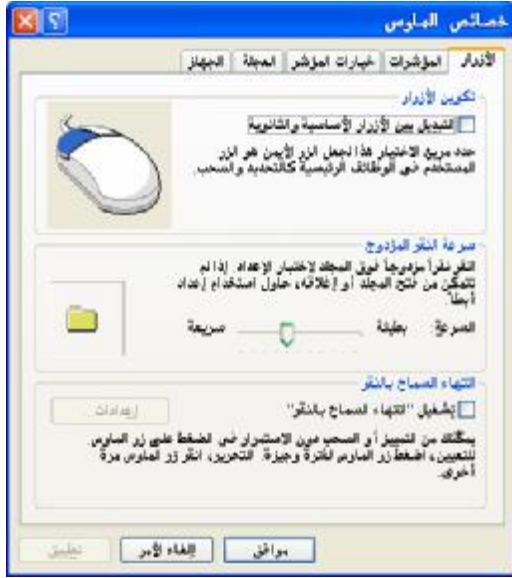 خصائص الماوس
الأزرار المؤشرات خيارات المؤشر العجلة الجهاز
تكوين الأزرار
التبديل بين الأزرار الأساسية والثانوية
حدد مربع الاختيار هذا لجعل الزر الأيمن هو الزر
المستخدم في الوظائف الرئيسية كالتحديد والسحب.
سرعة النقر المزدوج
انقر نقراً مزدوجاً فوق المجلد لاختبار الإعداد. إذا لم
تتمكن من فتح المجلد أو إغلاقه، حاول استخدام إعداد
أبطأ.
السرعة: بطيئة سريعة
انتهاء السماح بالنقر
تشغيل "انتهاء السماح بالنقر"
إعدادات...
يمكنك من التمييز أو السحب دون الاستمرار في الضغط على زر الماوس.
للتعيين، اضغط زر الماوس لفترة وجيزة. للتحرير، انقر زر الماوس مرة
أخرى.
موافق إلغاء الأمر تطبيق